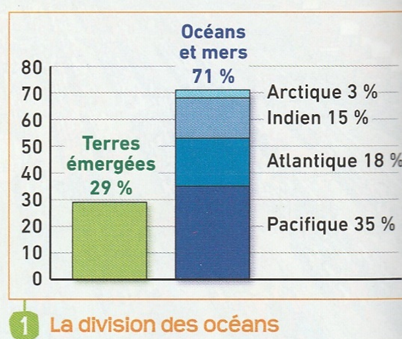 Océans
et mers
71 %
80
70
60
50
40
30
20
10
0
Terres
émergées
29 %
Arctique 3 %
Indien 15 %
Atlantique 18 %
Pacifique 35 %
1 La division des océans